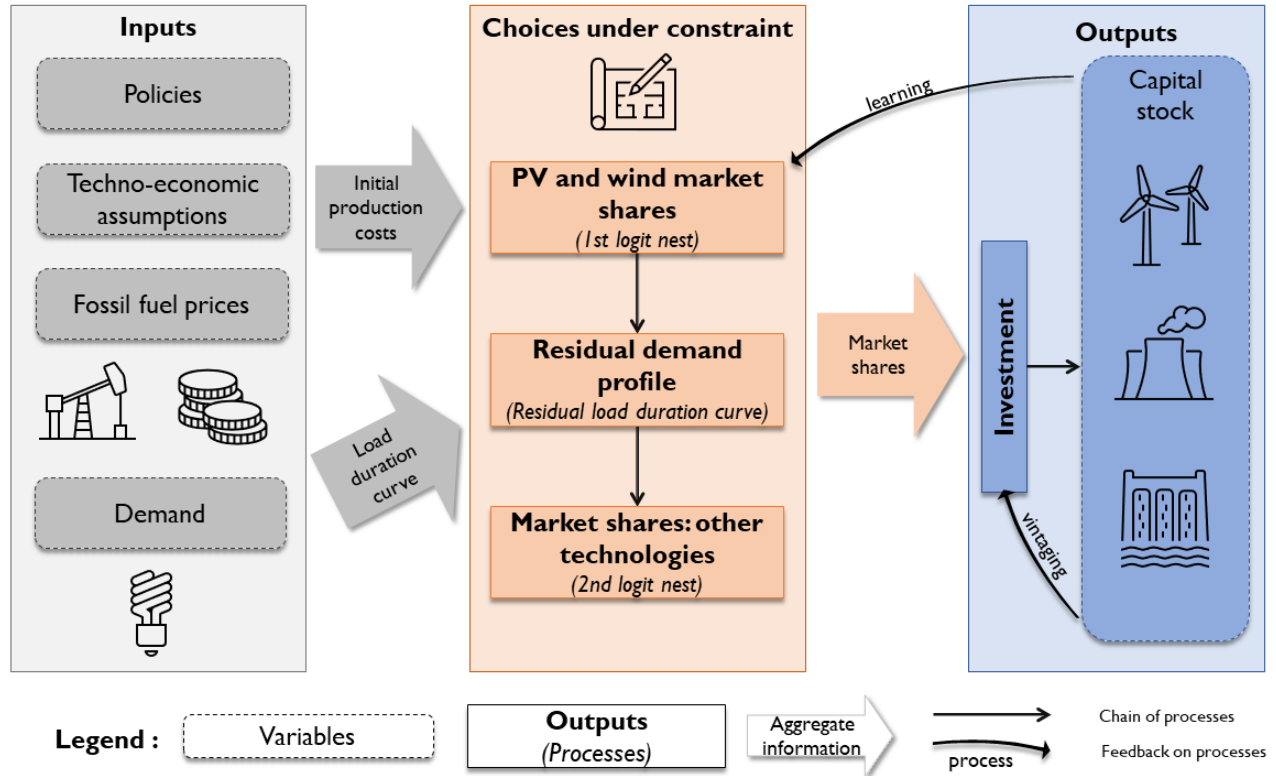 Inputs
Policies
Techno-economic
assumptions
Fossil fuel prices
Demand
Initial
production
costs
Load
duration
curve
Choices under constraint
PV and wind market
shares
(1st logit nest)
Residual demand
profile
(Residual load duration curve)
Market shares: other
technologies
(2nd logit nest)
learning
Market
shares
Outputs
Capital
stock
Investment
vintaging
Legend :
Variables
Outputs
(Processes)
Aggregate
information
process
Chain of processes
Feedback on processes